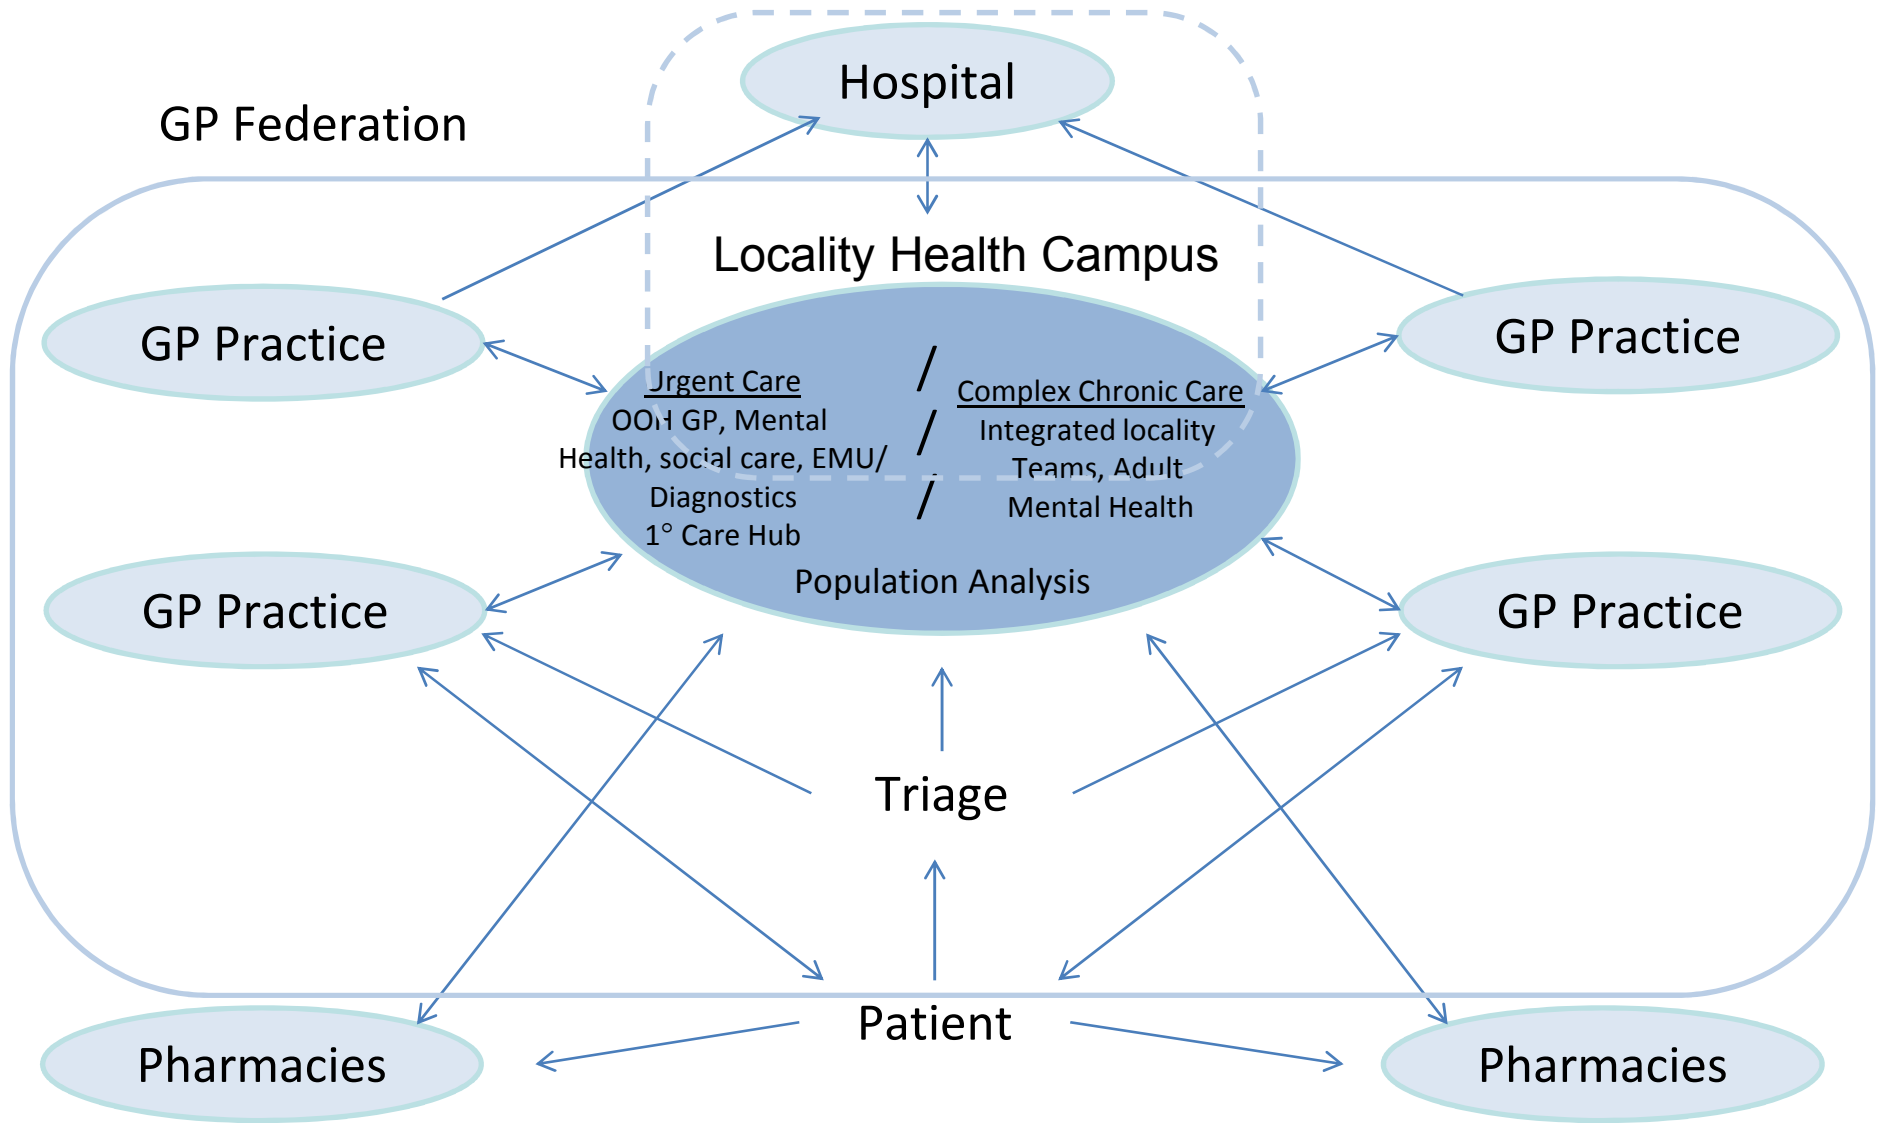 Hospital
GP Federation
Locality Health Campus
GP Practice
GP Practice
Urgent Care
OOH GP, Mental
Health, social care, EMU/
Diagnostics
1° Care Hub
/
/
/
Complex Chronic Care
Integrated locality
Teams, Adult
Mental Health
Population Analysis
GP Practice
GP Practice
Triage
Patient
Pharmacies
Pharmacies